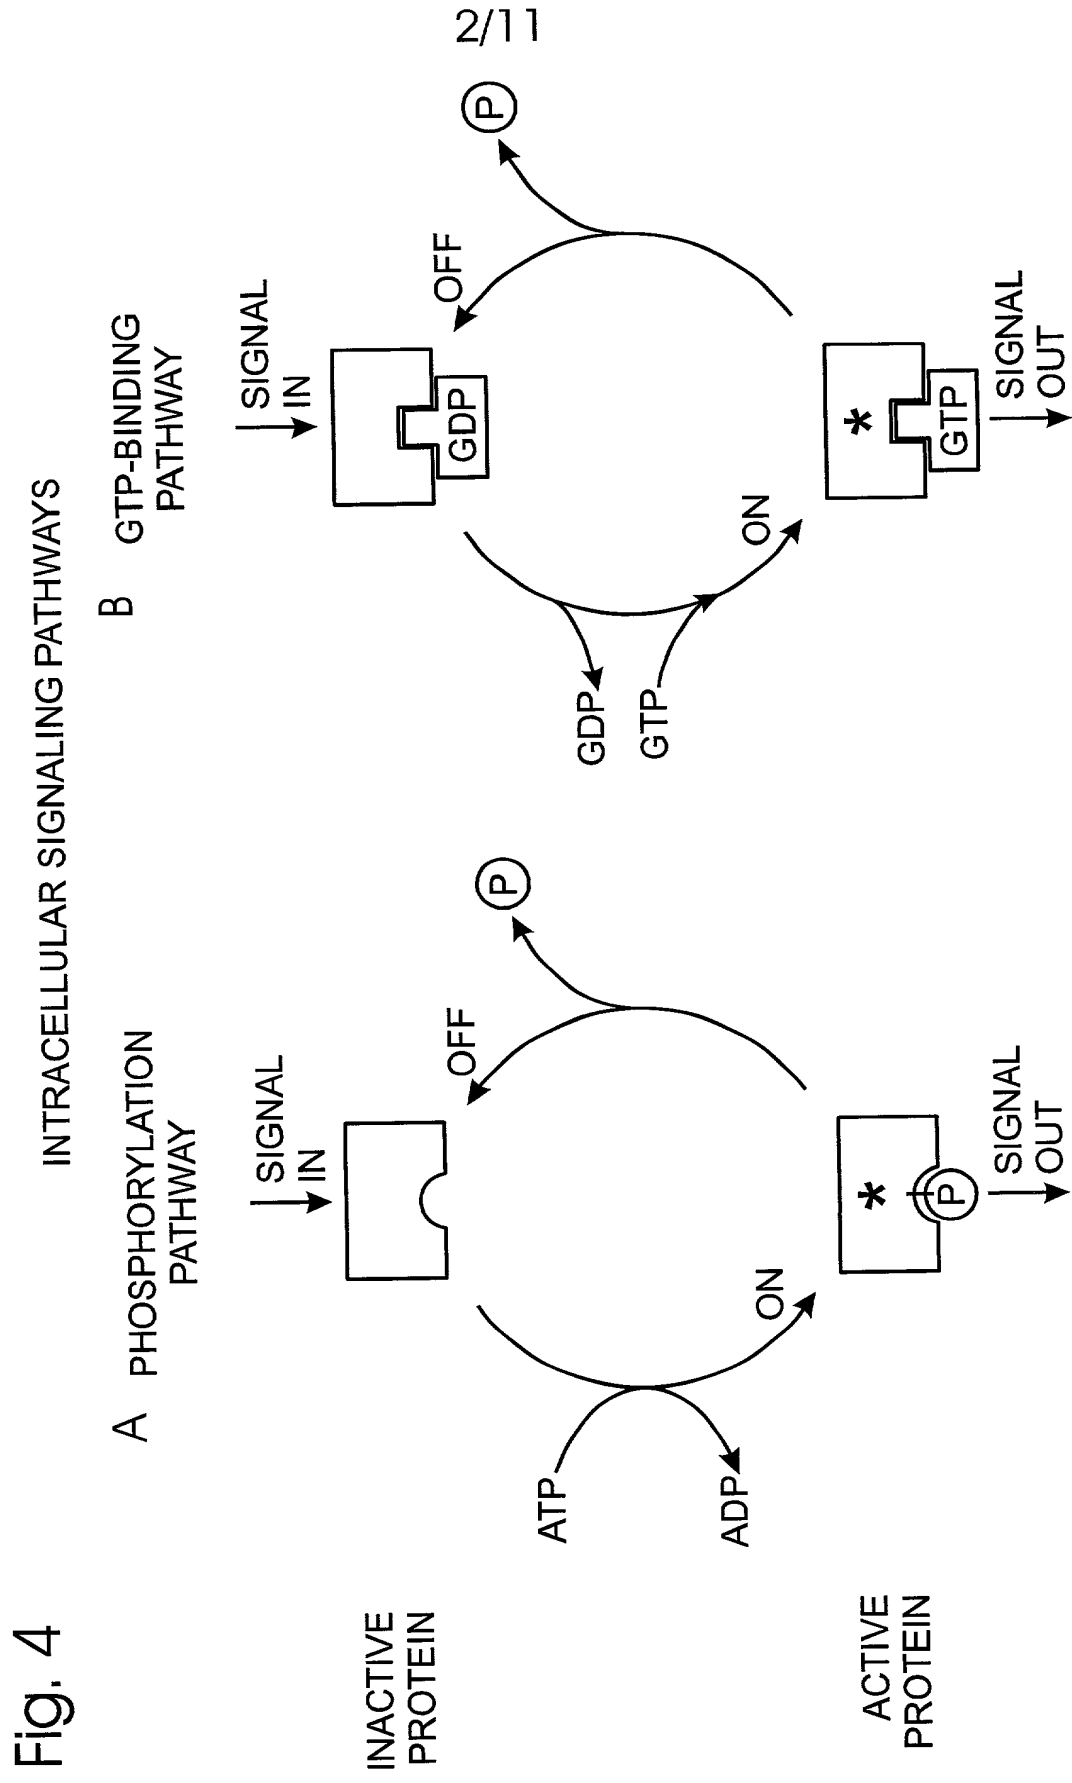 2/11
Fig. 4
INTRACELLULAR SIGNALING PATHWAYS
A
PHOSPHORYLATION
PATHWAY
SIGNAL
IN
INACTIVE
PROTEIN
OFF
P
ATP
ADP
ON
ACTIVE
PROTEIN
*
P
SIGNAL
OUT
B
GTP-BINDING
PATHWAY
SIGNAL
IN
GDP
OFF
P
GDP
GTP
ON
*
GTP
SIGNAL
OUT